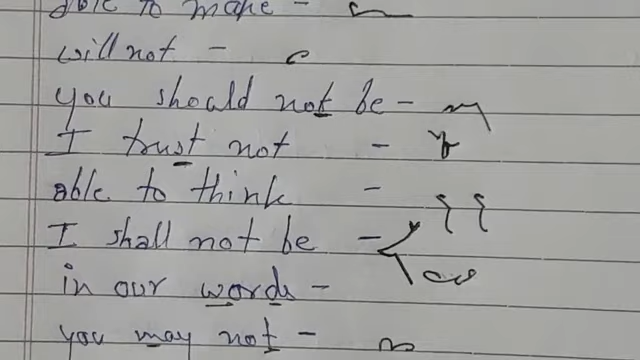 able to make -
will not -
you should not be -
I trust not -
able to think -
I shall not be -
in our words -
you may not -